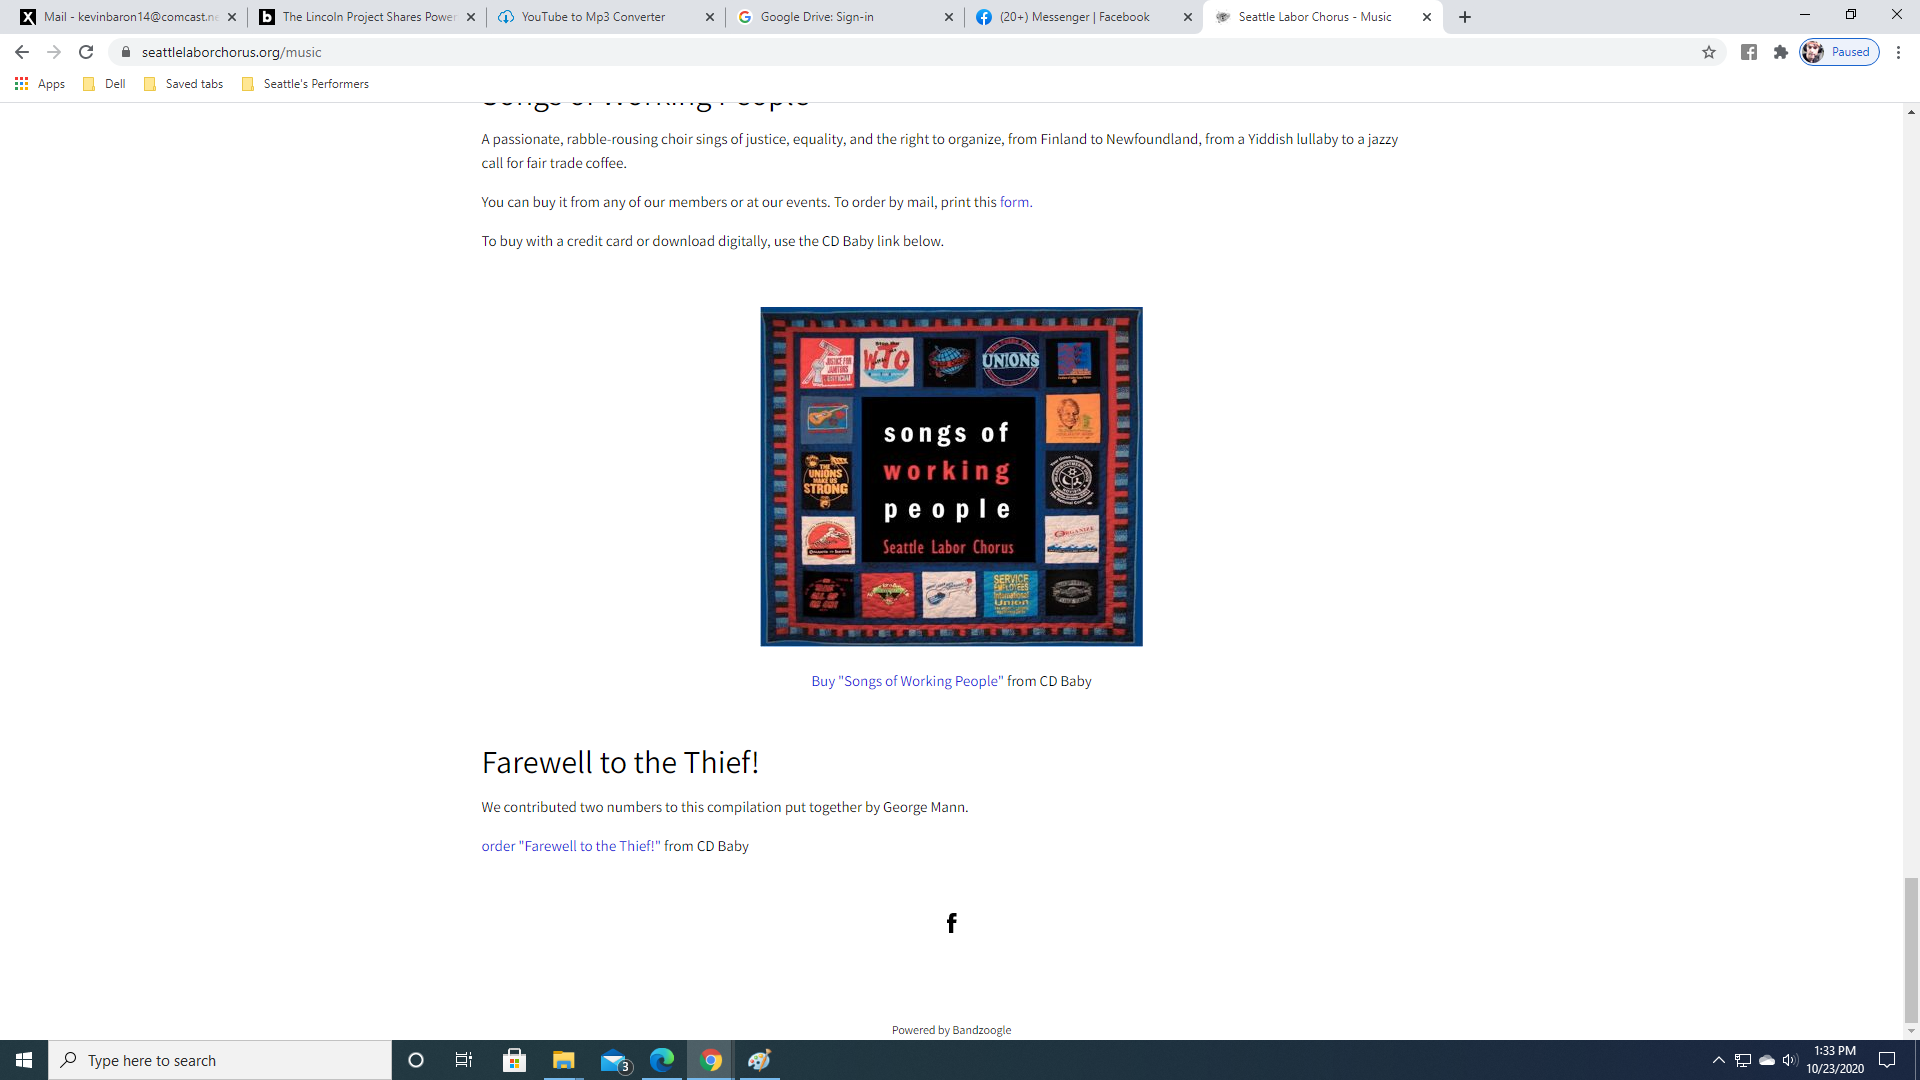 Mail - kevinbaron14@comcast.ne
The Lincoln Project Shares Power
YouTube to Mp3 Converter
Google Drive: Sign-in
(20+) Messenger | Facebook
Seattle Labor Chorus - Music
seattlelaborchorus.org/music
Paused
Apps
Dell
Saved tabs
Seattle's Performers
Songs of Working People
A passionate, rabble-rousing choir sings of justice, equality, and the right to organize, from Finland to Newfoundland, from a Yiddish lullaby to a jazzy
call for fair trade coffee.
You can buy it from any of our members or at our events. To order by mail, print this form.
To buy with a credit card or download digitally, use the CD Baby link below.
JUSTICE FOR
JANITORS
WTO
UNIONS
songs of
working
people
Seattle Labor Chorus
THE
UNIONS
MAKE US
STRONG
ORGANIZE
SERVICE
EMPLOYEES
International
Union
Buy "Songs of Working People" from CD Baby
Farewell to the Thief!
We contributed two numbers to this compilation put together by George Mann.
order "Farewell to the Thief!" from CD Baby
Powered by Bandzoogle
Type here to search
3
1:33 PM
10/23/2020